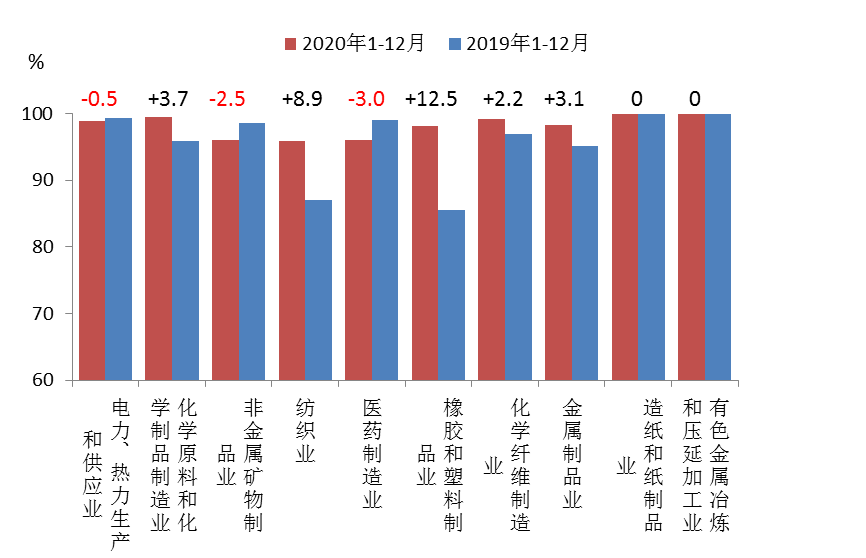 2020年1-12月 2019年1-12月
%
-0.5 +3.7 -2.5 +8.9 -3.0 +12.5 +2.2 +3.1 0 0
100
90
80
70
60
电力、热力生产
和供应业
化学原料和化
学制品制造业
非金属矿物制
品业
纺织业
医药制造业
橡胶和塑料制
品业
化学纤维制造
业
金属制品业
造纸和纸制品
业
有色金属冶炼
和压延加工业